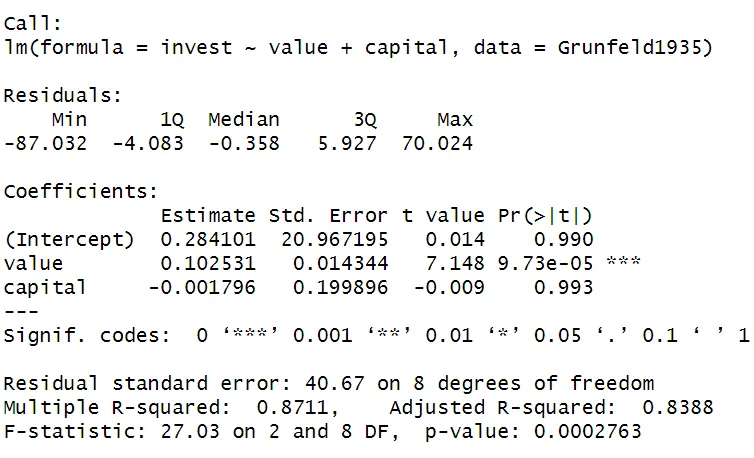 Call:
lm(formula = invest ~ value + capital, data = Grunfeld1935)
Residuals:
    Min      1Q  Median      3Q     Max
-87.032  -4.083  -0.358   5.927  70.024
Coefficients:
             Estimate Std. Error t value Pr(>|t|)
(Intercept)  0.284101  20.967195   0.014    0.990
value        0.102531   0.014344   7.148 9.73e-05 ***
capital     -0.001796   0.199896  -0.009    0.993
---
Signif. codes:  0 ‘***’ 0.001 ‘**’ 0.01 ‘*’ 0.05 ‘.’ 0.1 ‘ ’ 1
Residual standard error: 40.67 on 8 degrees of freedom
Multiple R-squared:  0.8711,    Adjusted R-squared:  0.8388
F-statistic: 27.03 on 2 and 8 DF,  p-value: 0.0002763